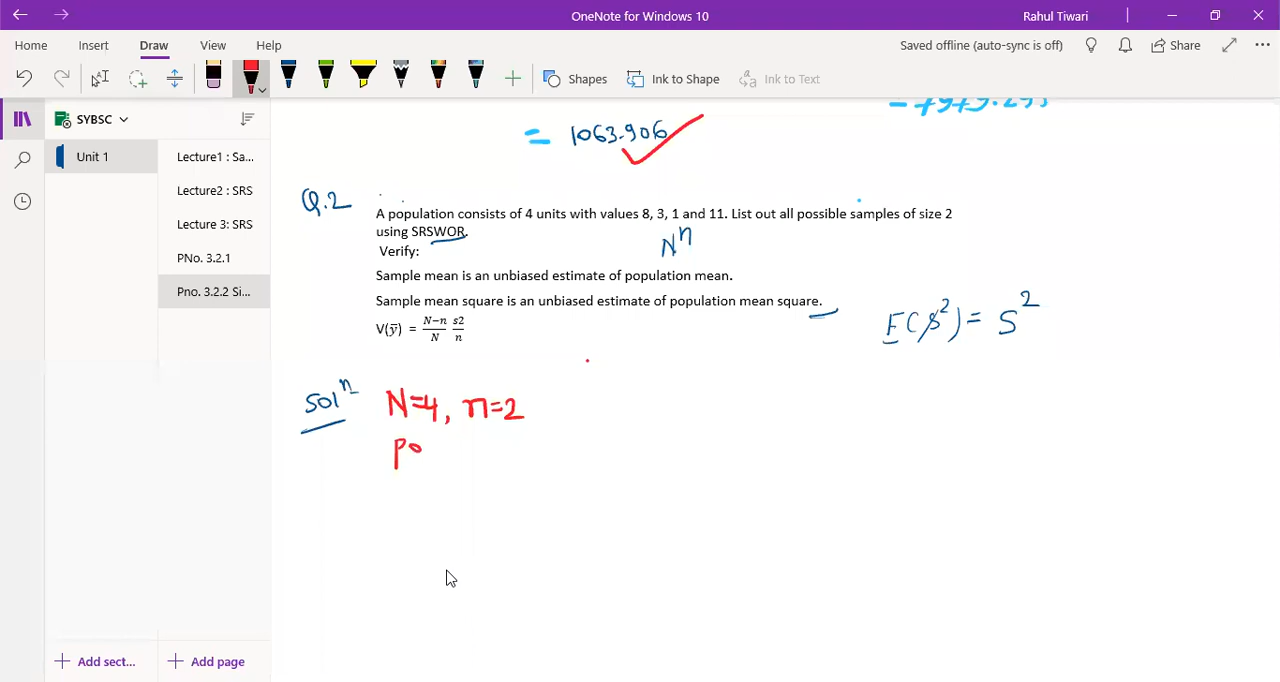 OneNote for Windows 10
Rahul Tiwari
Home Insert Draw View Help
Saved offline (auto-sync is off) Share
Shapes Ink to Shape Ink to Text
SYBSC
Unit 1
Lecture1 : Sa...
Lecture2 : SRS
Lecture 3: SRS
PNo. 3.2.1
Pno. 3.2.2 Si...
= 1063.906
Q.2
A population consists of 4 units with values 8, 3, 1 and 11. List out all possible samples of size 2
using SRSWOR.
N^n
Verify:
Sample mean is an unbiased estimate of population mean.
Sample mean square is an unbiased estimate of population mean square.
V(ȳ) = N−n/N s2/n
E(s²) = S²
Solⁿ N=4, n=2
Po
Add sect... Add page